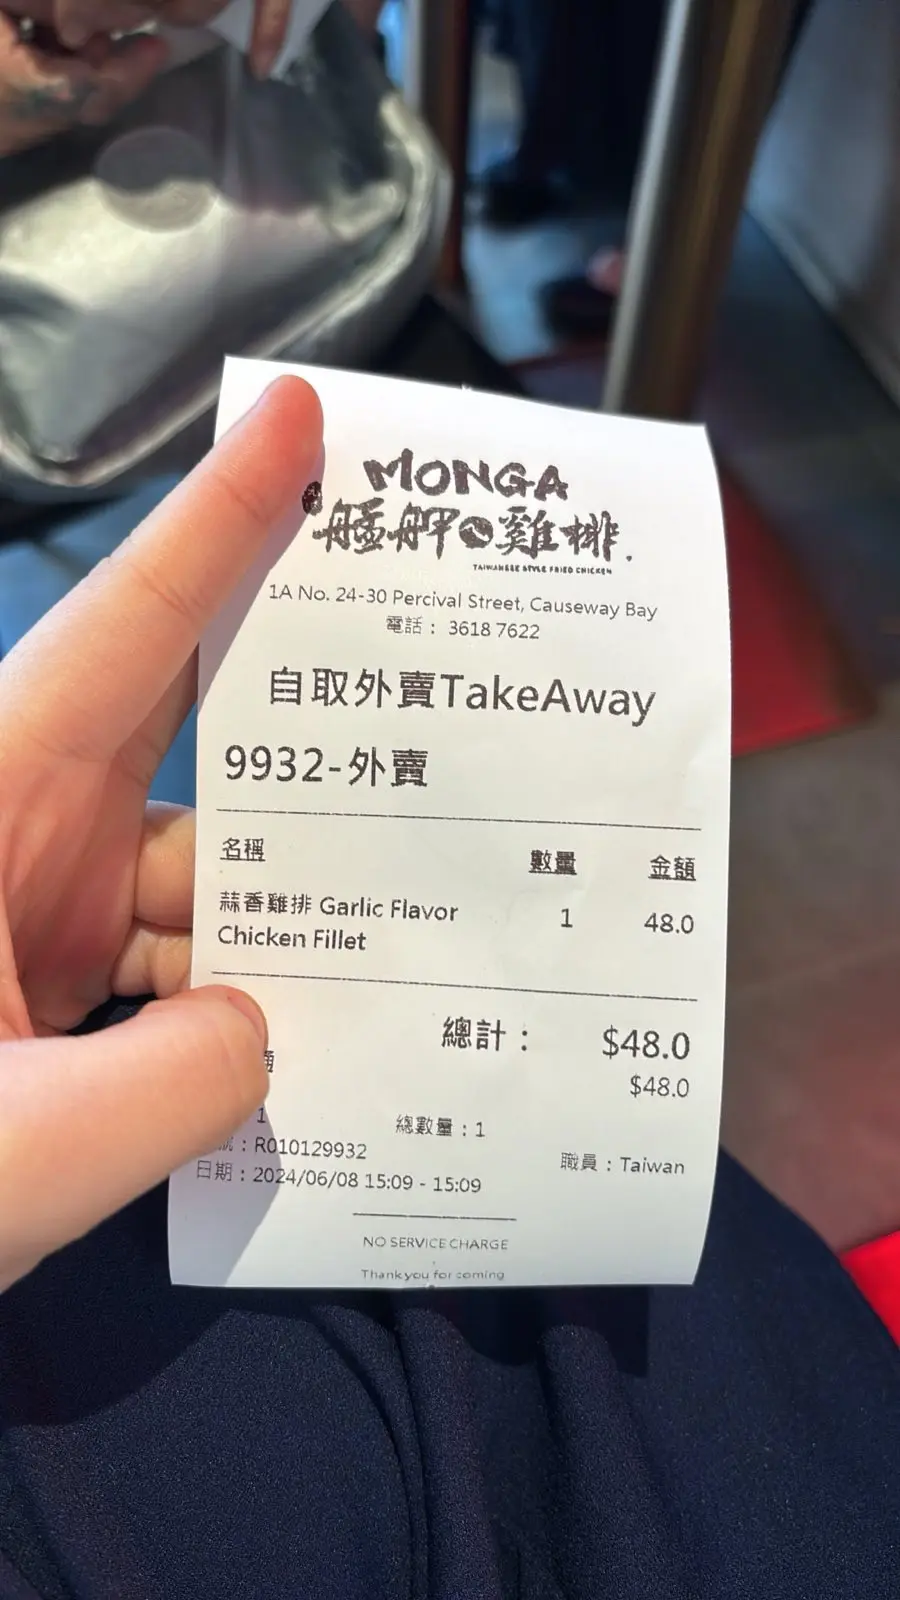 MONGA
艋舺雞排
TAIWANESE STYLE FRIED CHICKEN
1A No. 24-30 Percival Street, Causeway Bay
電話： 3618 7622
自取外賣TakeAway
9932-外賣
名稱 數量 金額
蒜香雞排 Garlic Flavor 1 48.0
Chicken Fillet
總計： $48.0
$48.0
1 總數量：1
：R010129932 職員：Taiwan
日期：2024/06/08 15:09 - 15:09
NO SERVICE CHARGE
Thank you for coming